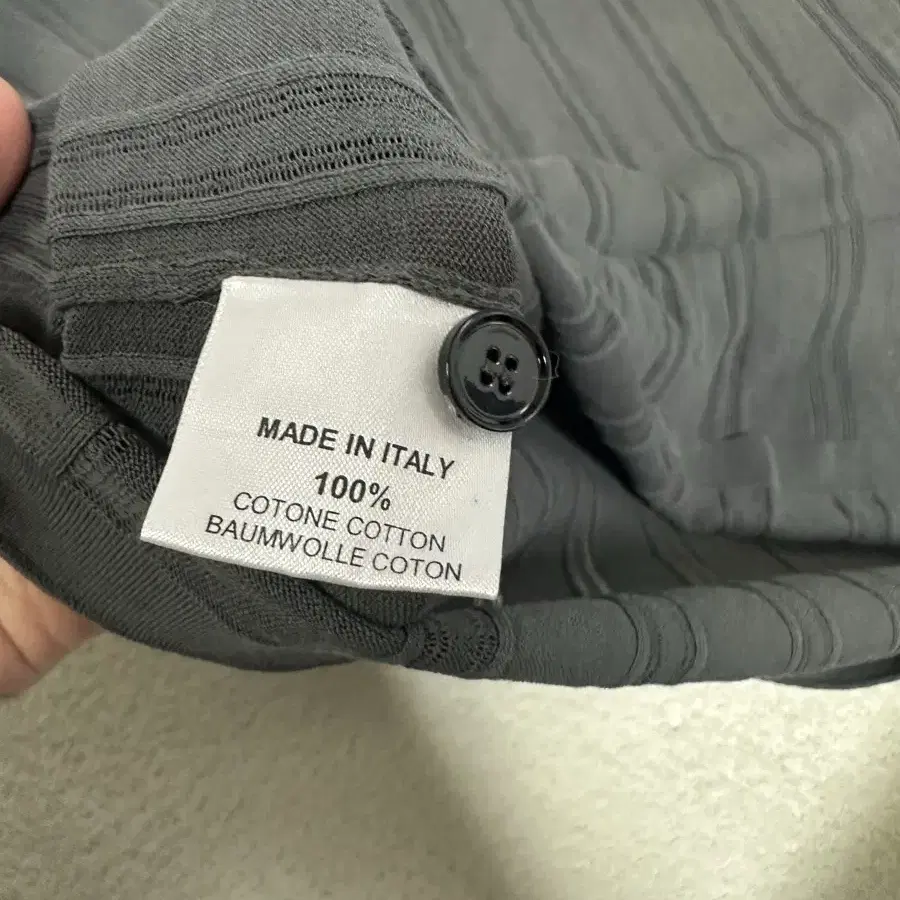 MADE IN ITALY
100%
COTONE COTTON
BAUMWOLLE COTON